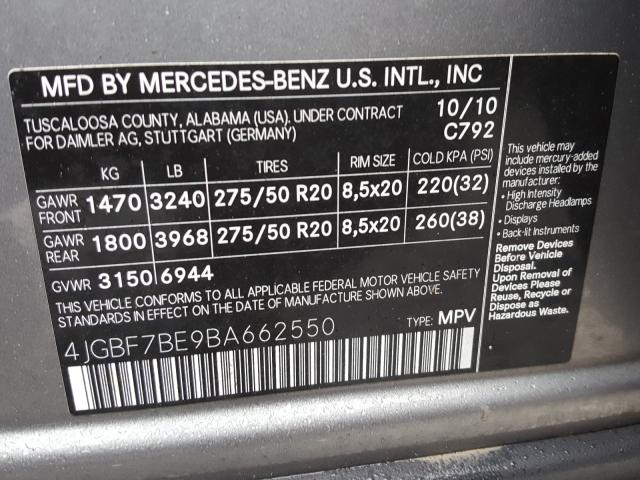 MFD BY MERCEDES-BENZ U.S. INTL., INC
TUSCALOOSA COUNTY, ALABAMA (USA). UNDER CONTRACT
FOR DAIMLER AG, STUTTGART (GERMANY)
10/10
C792
KG LB TIRES RIM SIZE COLD KPA (PSI)
GAWR FRONT 1470 3240 275/50 R20 8,5x20 220(32)
GAWR REAR 1800 3968 275/50 R20 8,5x20 260(38)
GVWR 3150 6944
THIS VEHICLE CONFORMS TO ALL APPLICABLE FEDERAL MOTOR VEHICLE SAFETY
STANDARDS IN EFFECT ON THE DATE OF MANUFACTURE SHOWN ABOVE.
4JGBF7BE9BA662550
TYPE: MPV
This vehicle may
include mercury-added
devices installed by the
manufacturer:
• High Intensity
Discharge Headlamps
• Displays
• Back-lit Instruments
Remove Devices
Before Vehicle
Disposal.
Upon Removal of
Devices Please
Reuse, Recycle or
Dispose as
Hazardous Waste.